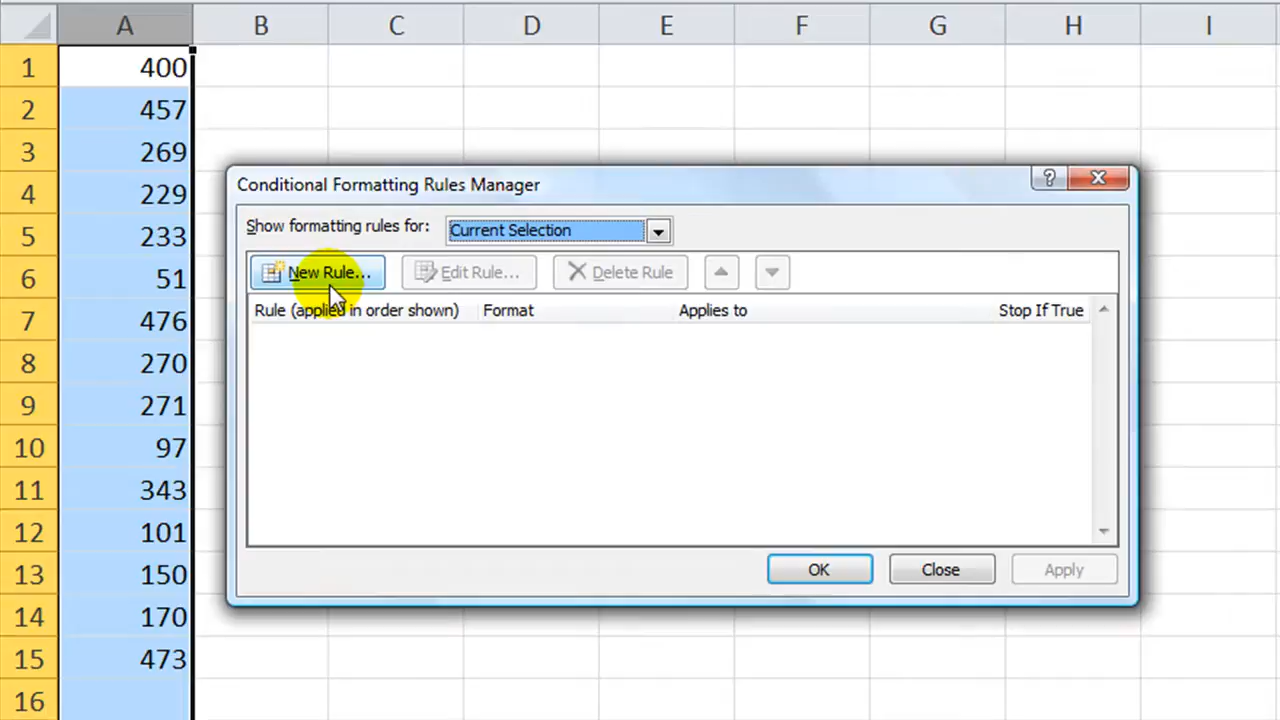 A B C D E F G H I
1 400
2 457
3 269
4 229
5 233
6 51
7 476
8 270
9 271
10 97
11 343
12 101
13 150
14 170
15 473
16
Conditional Formatting Rules Manager ?
Show formatting rules for: Current Selection
New Rule... Edit Rule... Delete Rule
Rule (applied in order shown) Format Applies to Stop If True
OK Close Apply